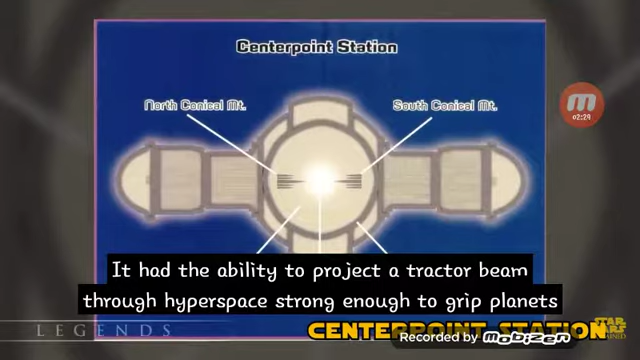 Centerpoint Station
North Conical Mt.
South Conical Mt.
02:29
It had the ability to project a tractor beam
through hyperspace strong enough to grip planets
LEGENDS
CENTERPOINT STATION
STAR
WARS
Recorded by mobizen